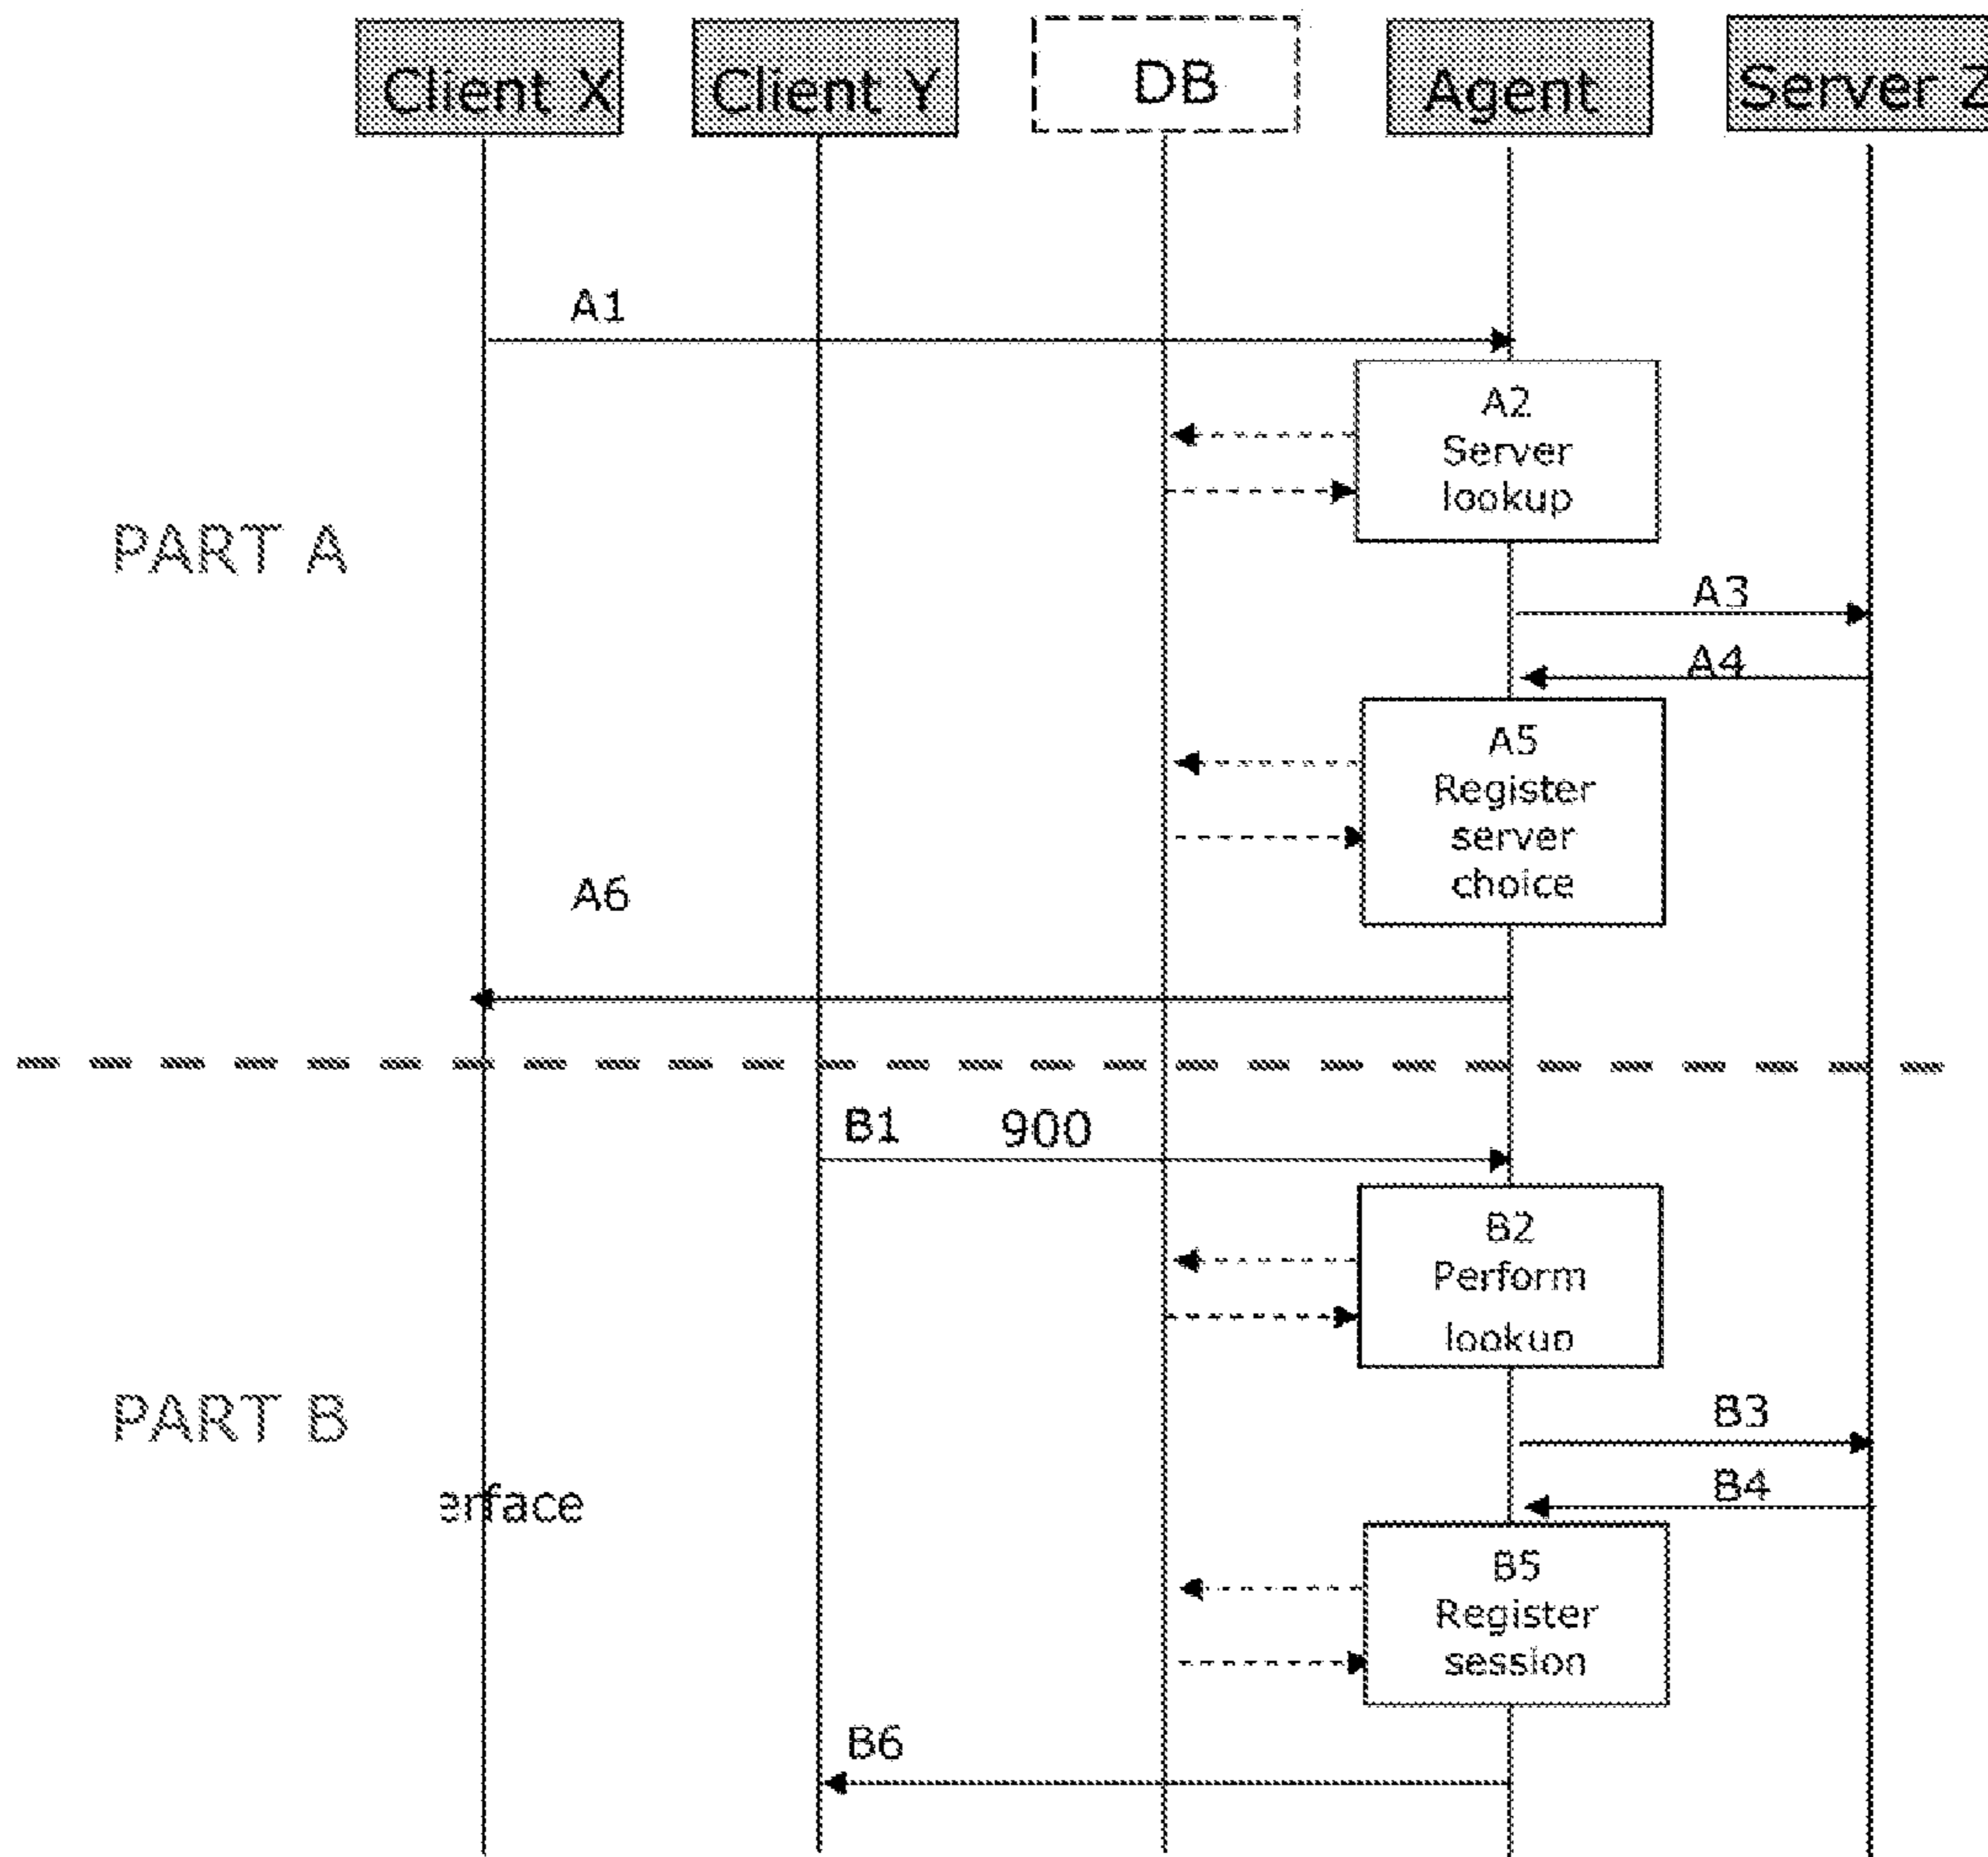 Client X
Client Y
DB
Agent
Server Z
A1
A2
Server
lookup
PART A
A3
A4
A5
Register
server
choice
A6
B1
900
B2
Perform
lookup
B3
PART B
B4
erface
B5
Register
session
B6